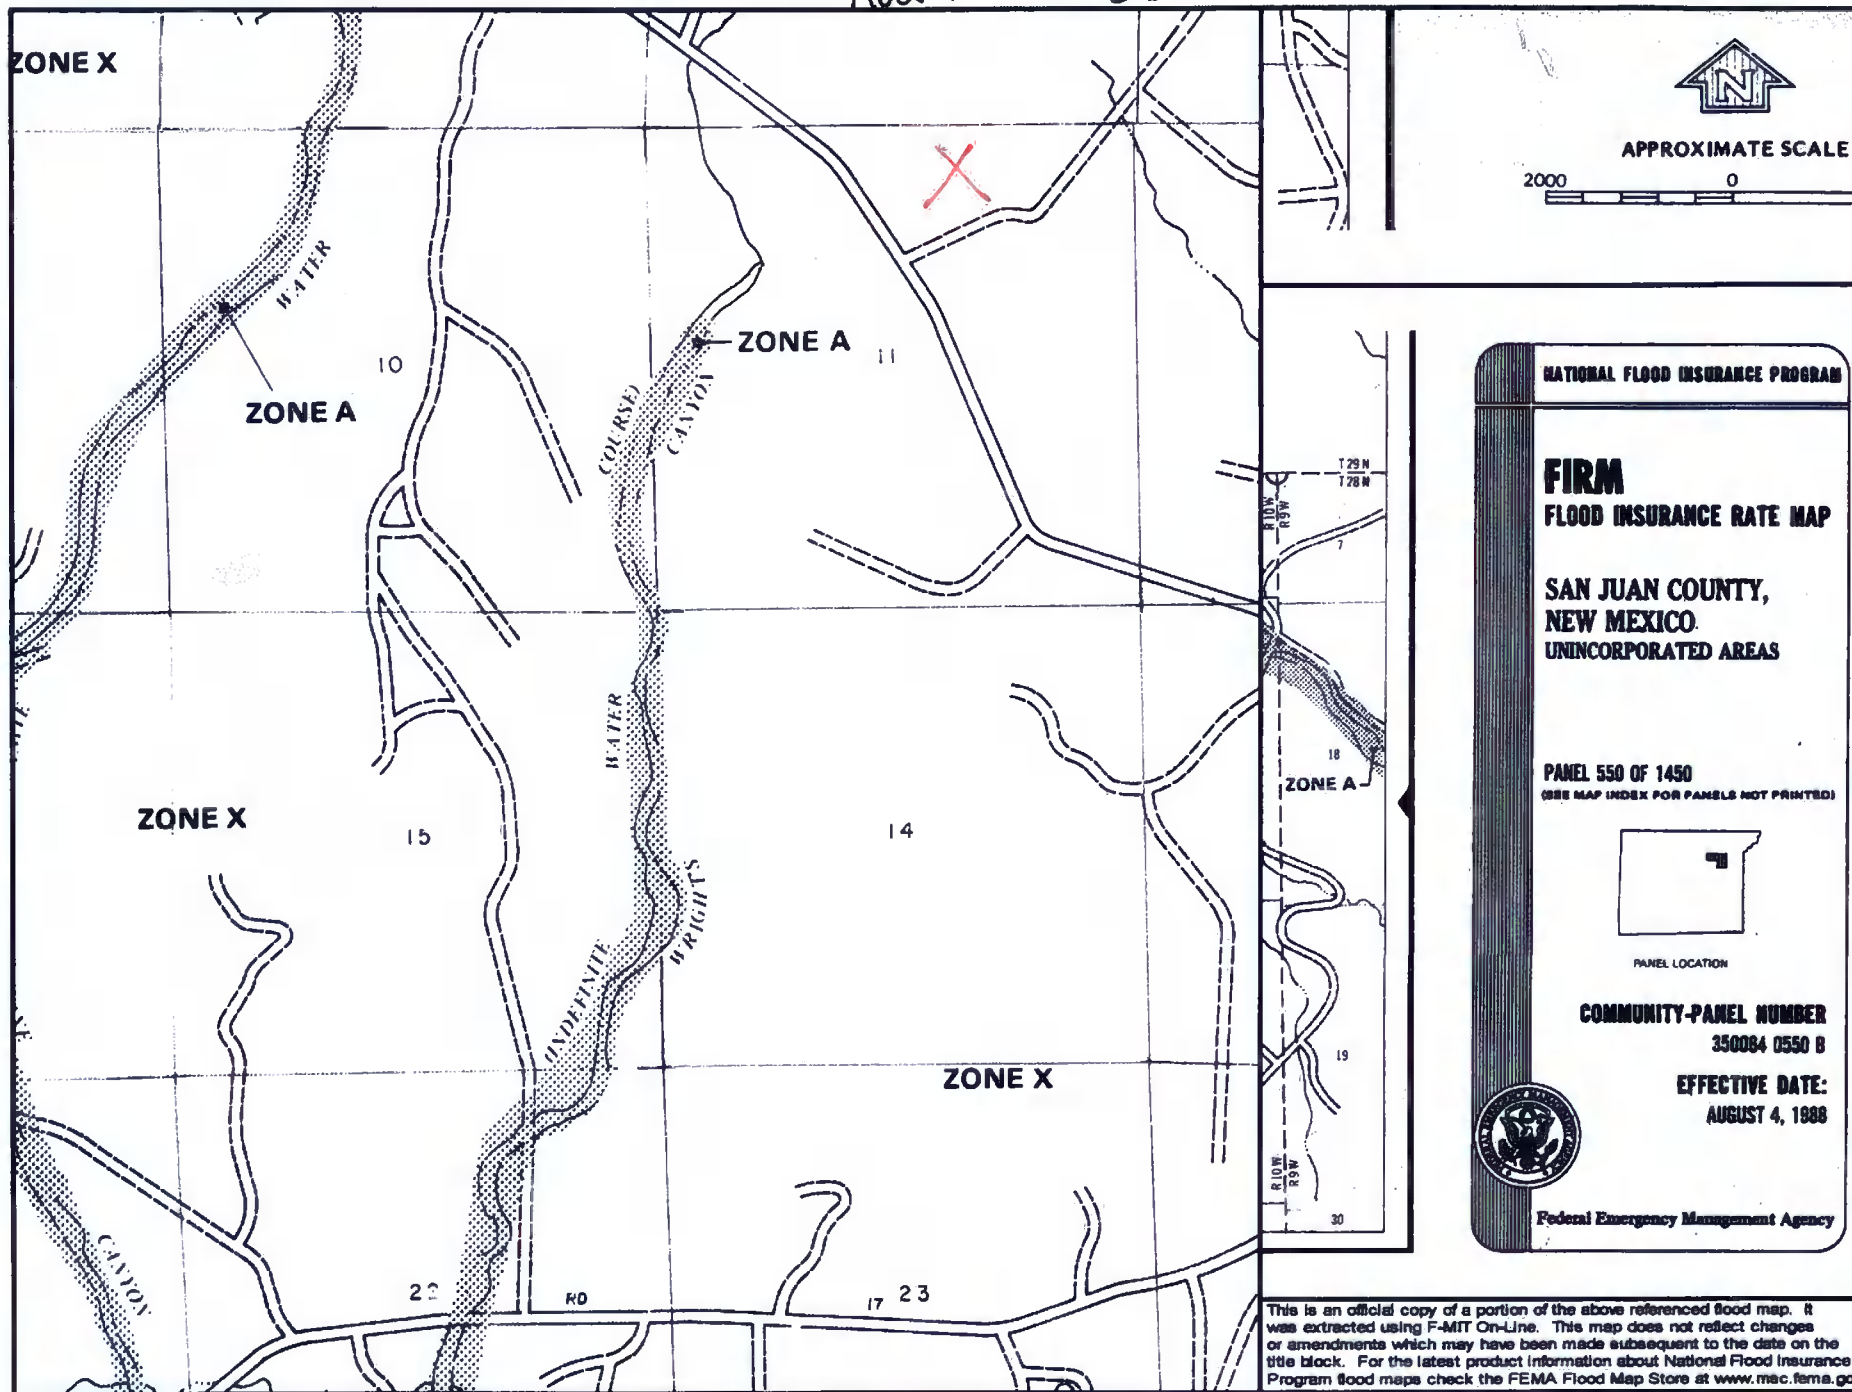 ZONE X
WATER
ZONE A
10
COURSE)
CANYON
ZONE A
11
WATER
ZONE X
15
14
(INDEFINITE
WRIGHTS
ZONE X
CANYON
22
RD
17
23
T 29 N
T 28 N
R10W
R9W
7
18
ZONE A
19
R10W
R9W
30
N
APPROXIMATE SCALE
2000 0
NATIONAL FLOOD INSURANCE PROGRAM
FIRM
FLOOD INSURANCE RATE MAP
SAN JUAN COUNTY,
NEW MEXICO
UNINCORPORATED AREAS
PANEL 550 OF 1450
(SEE MAP INDEX FOR PANELS NOT PRINTED)
PANEL LOCATION
COMMUNITY-PANEL NUMBER
350064 0550 B
EFFECTIVE DATE:
AUGUST 4, 1988
Federal Emergency Management Agency
This is an official copy of a portion of the above referenced flood map. It
was extracted using F-MIT On-Line. This map does not reflect changes
or amendments which may have been made subsequent to the date on the
title block. For the latest product information about National Flood Insurance
Program flood maps check the FEMA Flood Map Store at www.msc.fema.go